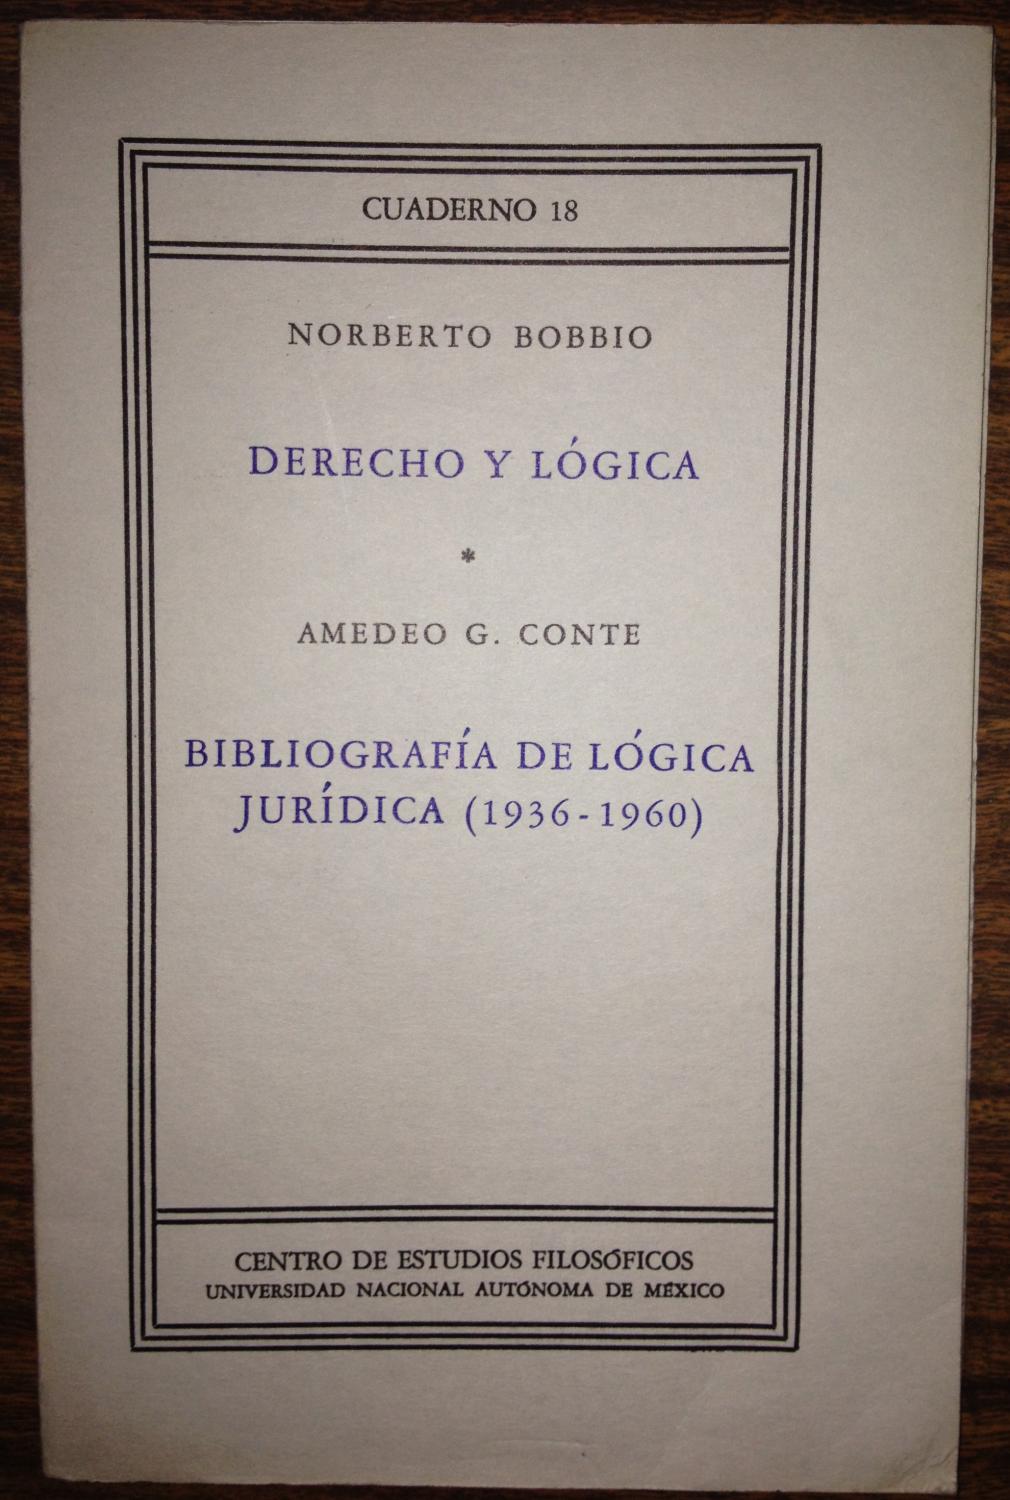 CUADERNO 18
NORBERTO BOBBIO
DERECHO Y LÓGICA
*
AMEDEO G. CONTE
BIBLIOGRAFÍA DE LÓGICA
JURÍDICA (1936-1960)
CENTRO DE ESTUDIOS FILOSÓFICOS
UNIVERSIDAD NACIONAL AUTÓNOMA DE MÉXICO